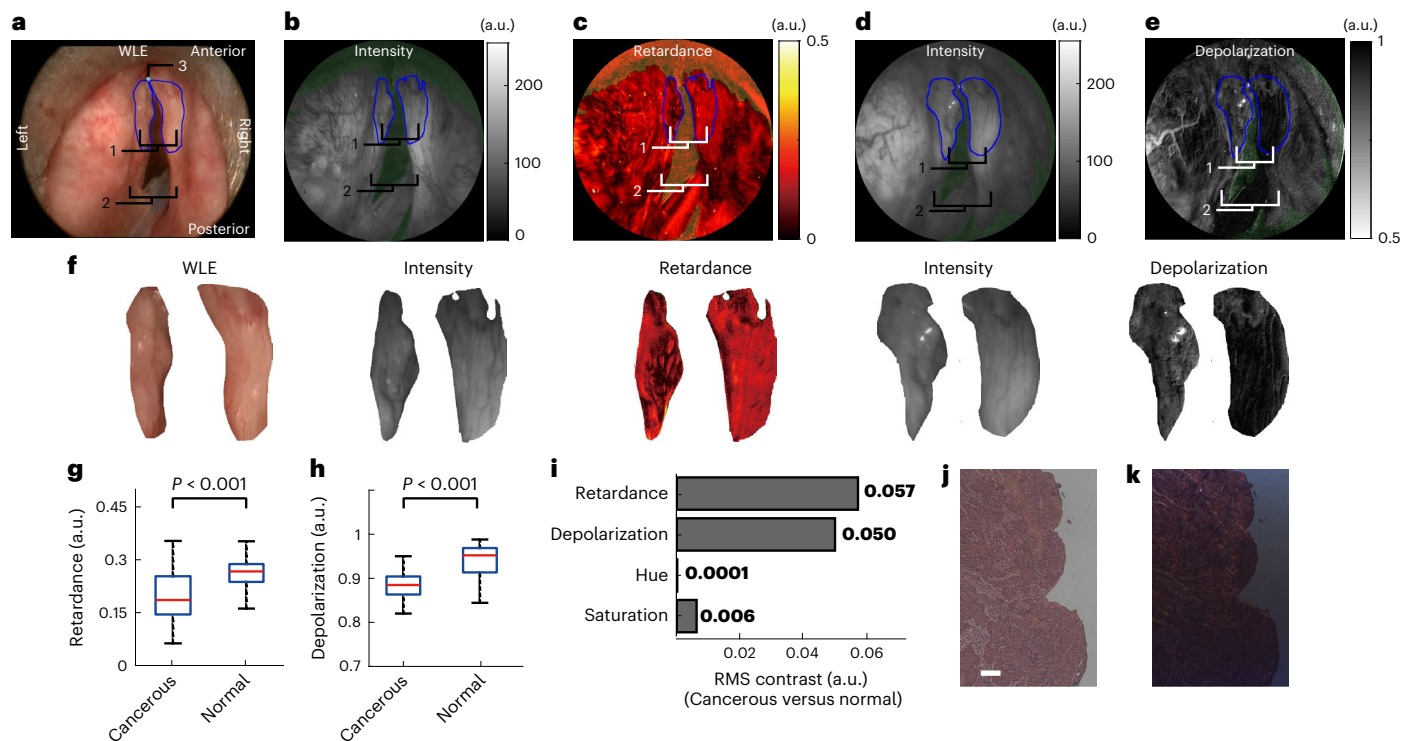 a
WLE
Anterior
3
Left
Right
1
2
Posterior
b
(a.u.)
Intensity
200
100
0
1
2
c
(a.u.)
Retardance
0.5
0
1
2
d
(a.u.)
Intensity
200
100
0
1
2
e
(a.u.)
Depolarization
1
0.5
1
2
f
WLE
Intensity
Retardance
Intensity
Depolarization
g
P < 0.001
Retardance (a.u.)
0.45
0.3
0.15
0
Cancerous
Normal
h
P < 0.001
Depolarization (a.u.)
1
0.9
0.8
0.7
Cancerous
Normal
i
Retardance
0.057
Depolarization
0.050
Hue
0.0001
Saturation
0.006
0.02 0.04 0.06
RMS contrast (a.u.)
(Cancerous versus normal)
j
k